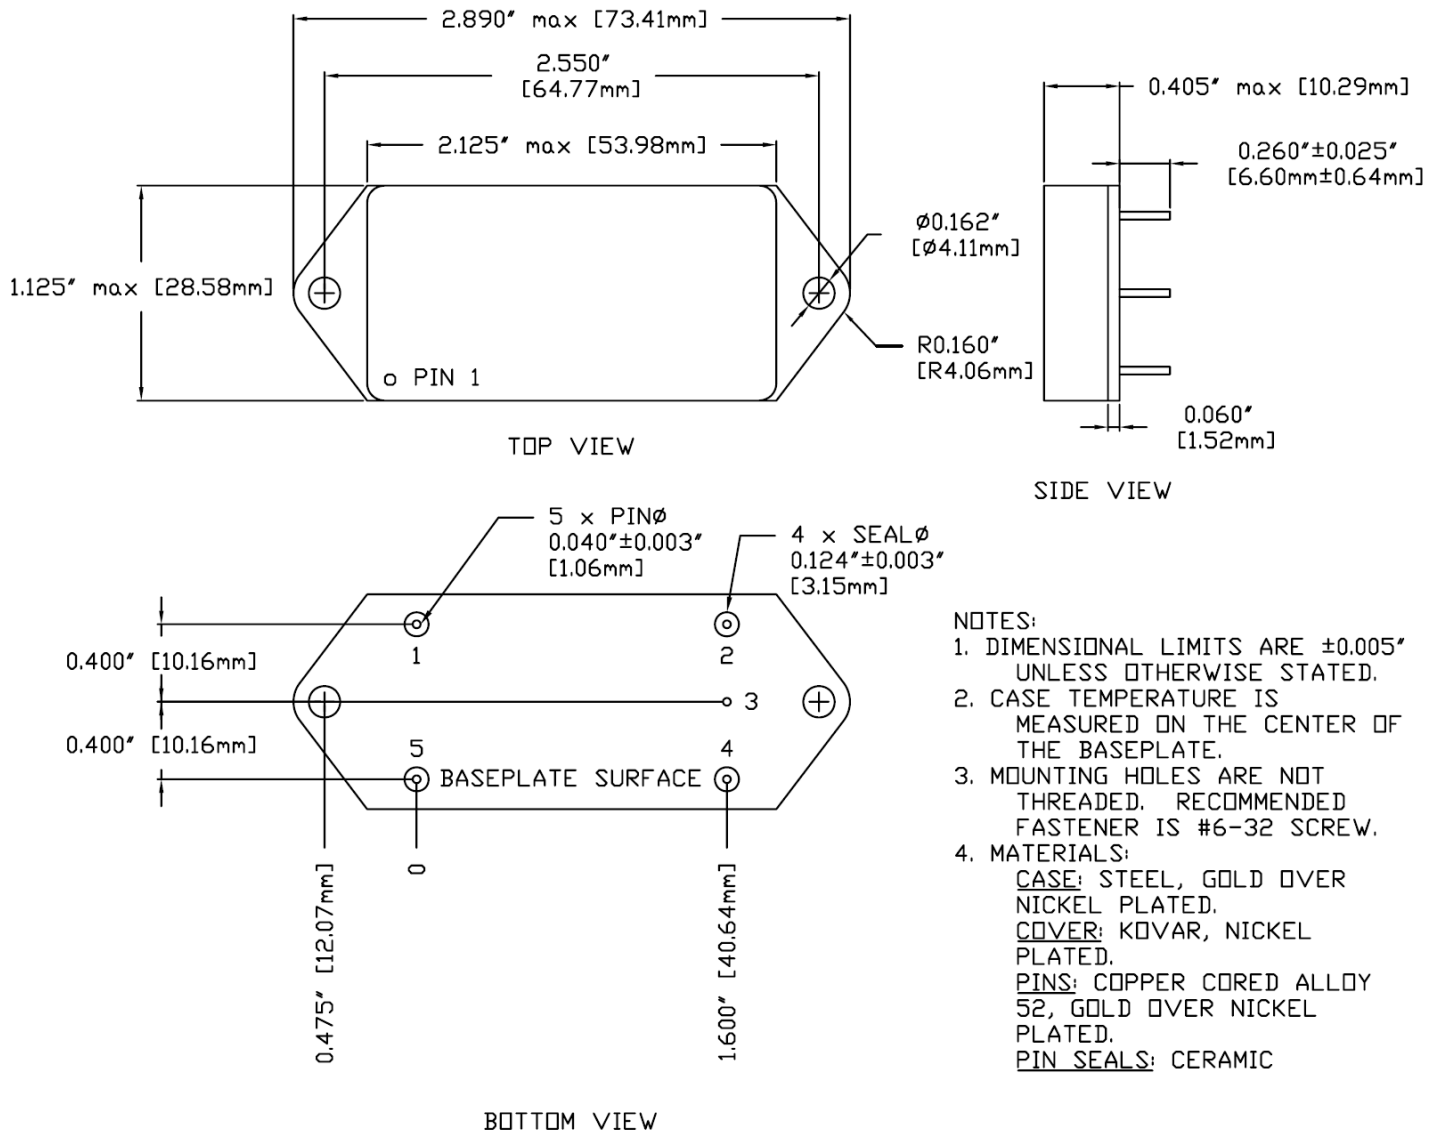 2.890″ max [73.41mm]
2.550″
[64.77mm]
2.125″ max [53.98mm]
1.125″ max [28.58mm]
Ø0.162″
[Ø4.11mm]
R0.160″
[R4.06mm]
PIN 1
TOP VIEW
0.405″ max [10.29mm]
0.260″±0.025″
[6.60mm±0.64mm]
0.060″
[1.52mm]
SIDE VIEW
5 x PINØ
0.040″±0.003″
[1.06mm]
4 x SEALØ
0.124″±0.003″
[3.15mm]
0.400″ [10.16mm]
0.400″ [10.16mm]
1
2
3
5
4
BASEPLATE SURFACE
0.475″ [12.07mm]
0
1.600″ [40.64mm]
BOTTOM VIEW
NOTES:
1. DIMENSIONAL LIMITS ARE ±0.005″
UNLESS OTHERWISE STATED.
2. CASE TEMPERATURE IS
MEASURED ON THE CENTER OF
THE BASEPLATE.
3. MOUNTING HOLES ARE NOT
THREADED. RECOMMENDED
FASTENER IS #6-32 SCREW.
4. MATERIALS:
CASE: STEEL, GOLD OVER
NICKEL PLATED.
COVER: KOVAR, NICKEL
PLATED.
PINS: COPPER CORED ALLOY
52, GOLD OVER NICKEL
PLATED.
PIN SEALS: CERAMIC